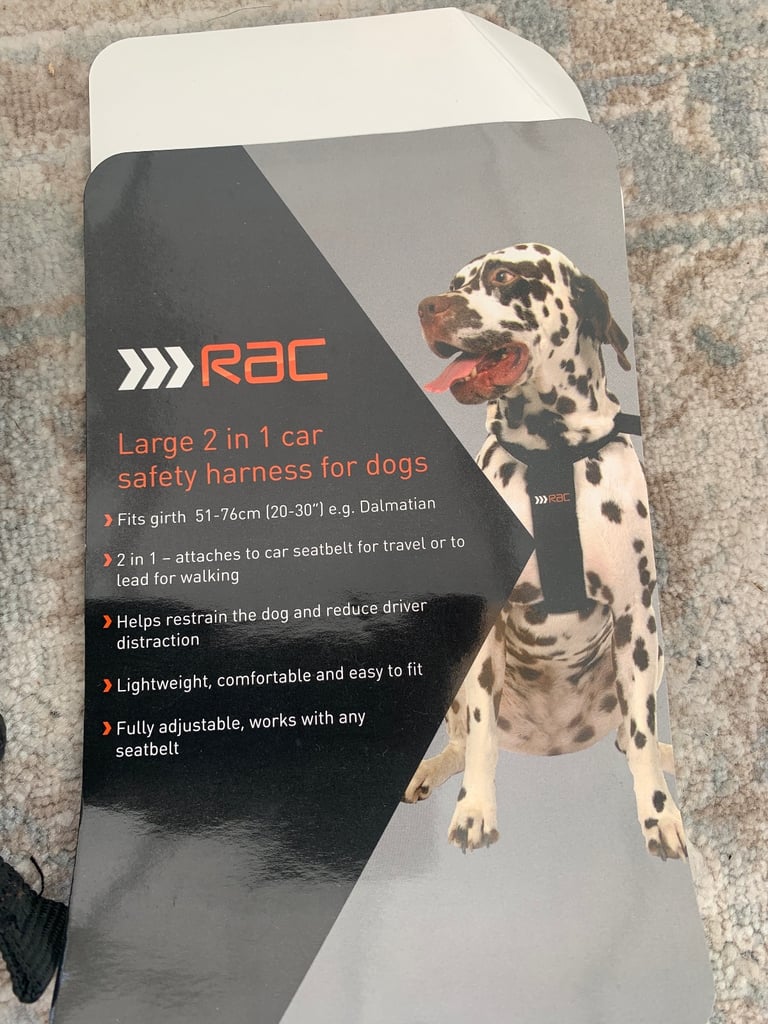 RAC
Large 2 in 1 car
safety harness for dogs
Fits girth 51-76cm (20-30") e.g. Dalmatian
2 in 1 – attaches to car seatbelt for travel or to
lead for walking
Helps restrain the dog and reduce driver
distraction
Lightweight, comfortable and easy to fit
Fully adjustable, works with any
seatbelt
RAC